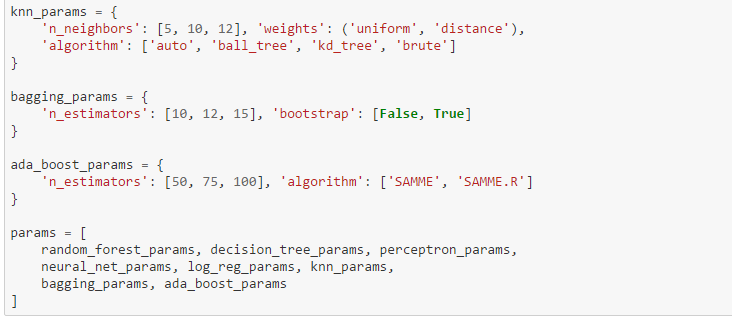 knn_params = {
    'n_neighbors': [5, 10, 12], 'weights': ('uniform', 'distance'),
    'algorithm': ['auto', 'ball_tree', 'kd_tree', 'brute']
}
bagging_params = {
    'n_estimators': [10, 12, 15], 'bootstrap': [False, True]
}
ada_boost_params = {
    'n_estimators': [50, 75, 100], 'algorithm': ['SAMME', 'SAMME.R']
}
params = [
    random_forest_params, decision_tree_params, perceptron_params,
    neural_net_params, log_reg_params, knn_params,
    bagging_params, ada_boost_params
]